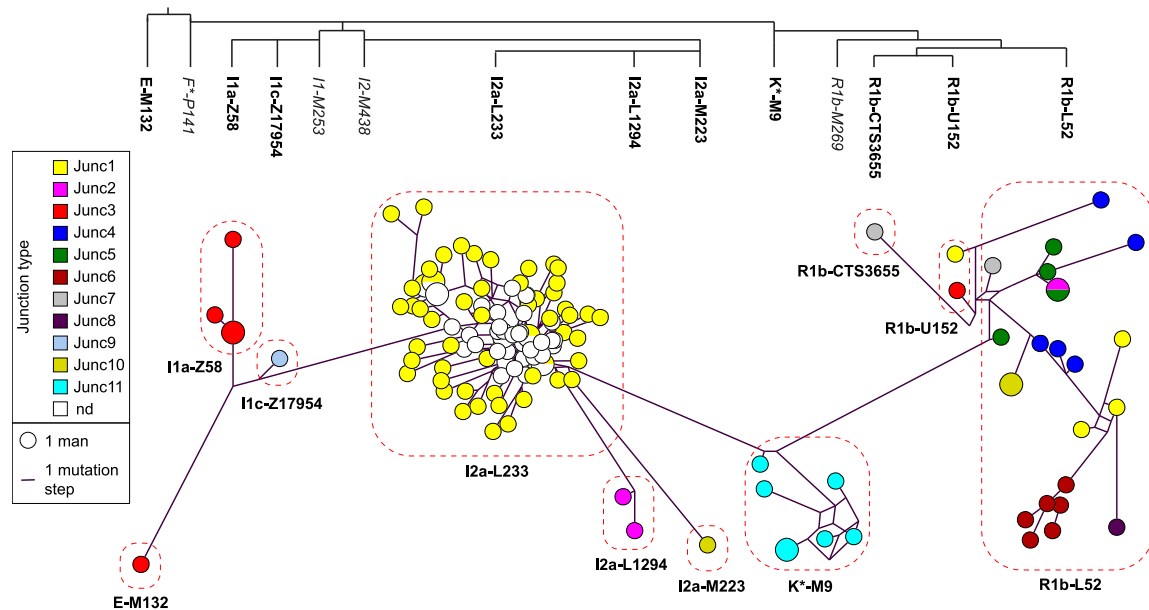 E-M132
F*-P141
I1a-Z58
I1c-Z17954
I1-M253
I2-M438
I2a-L233
I2a-L1294
I2a-M223
K*-M9
R1b-M269
R1b-CTS3655
R1b-U152
R1b-L52
Junction type
Junc1
Junc2
Junc3
Junc4
Junc5
Junc6
Junc7
Junc8
Junc9
Junc10
Junc11
nd
1 man
1 mutation
step
I1a-Z58
I1c-Z17954
E-M132
I2a-L233
I2a-L1294
I2a-M223
K*-M9
R1b-CTS3655
R1b-U152
R1b-L52